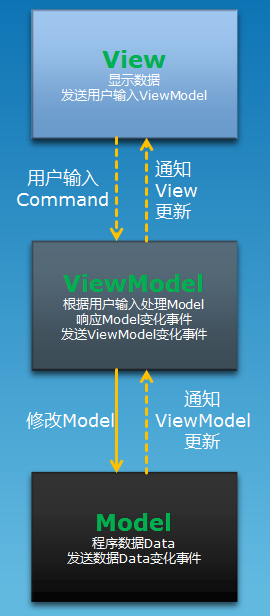 View
显示数据
发送用户输入ViewModel
用户输入
Command
通知
View
更新
ViewModel
根据用户输入处理Model
响应Model变化事件
发送ViewModel变化事件
修改Model
通知
ViewModel
更新
Model
程序数据Data
发送数据Data变化事件